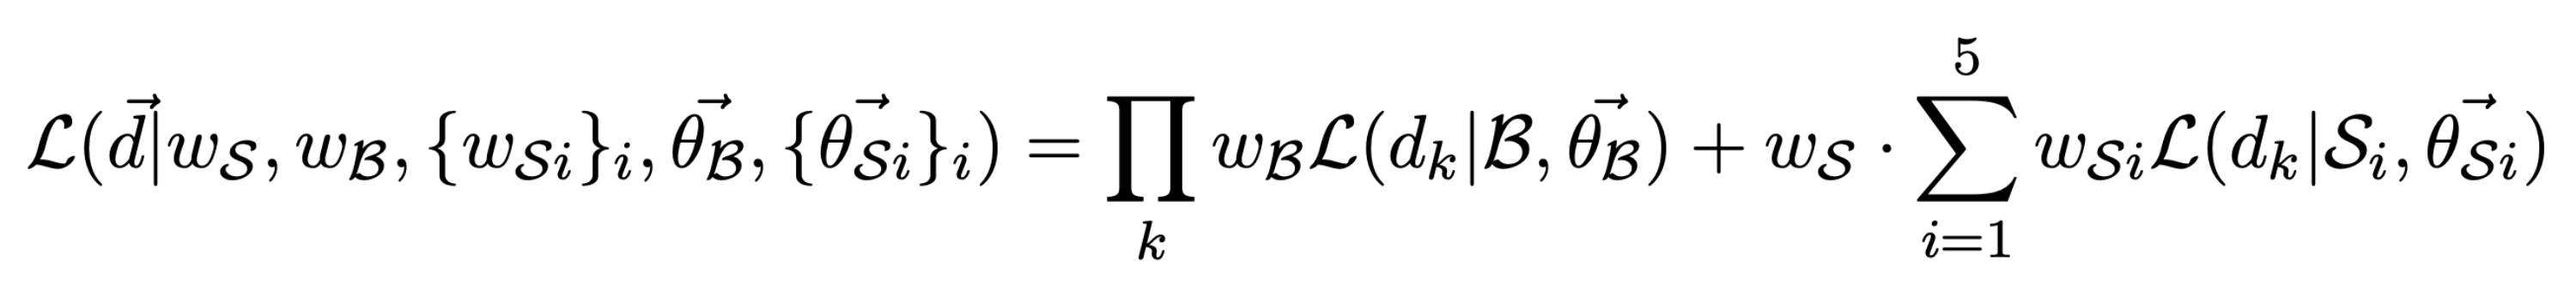 $\mathcal{L}(\vec{d}|w_{\mathcal{S}}, w_{\mathcal{B}}, \{w_{\mathcal{S}i}\}_i, \vec{\theta_{\mathcal{B}}}, \{\vec{\theta_{\mathcal{S}i}}\}_i) = \prod_k w_{\mathcal{B}} \mathcal{L}(d_k|\mathcal{B}, \vec{\theta_{\mathcal{B}}}) + w_{\mathcal{S}} \cdot \sum_{i=1}^{5} w_{\mathcal{S}i} \mathcal{L}(d_k|\mathcal{S}_i, \vec{\theta_{\mathcal{S}i}})$